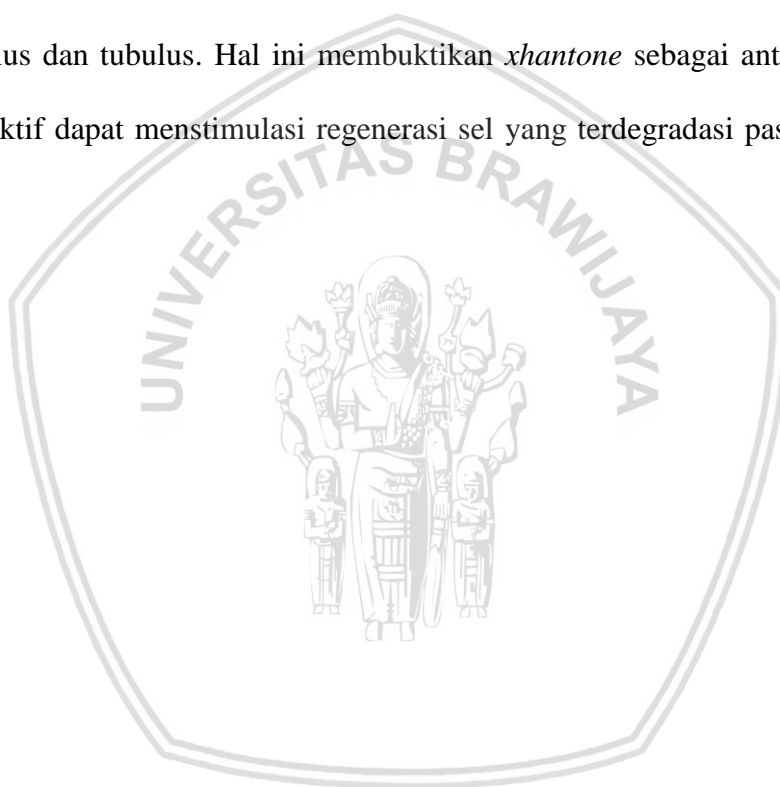 lus dan tubulus. Hal ini membuktikan xhantone sebagai ant
ktif dapat menstimulasi regenerasi sel yang terdegradasi pas
UNIVERSITAS BRAWIJAYA